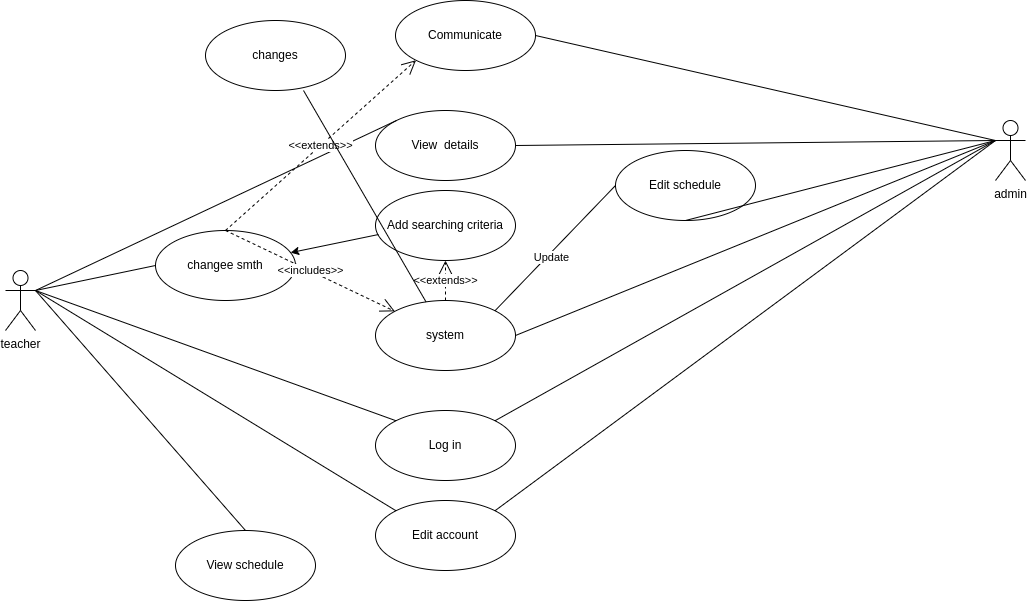 Communicate
changes
<<extends>>
View details
Edit schedule
admin
Add searching criteria
changee smth
Update
<<includes>>
<<extends>>
system
teacher
Log in
Edit account
View schedule